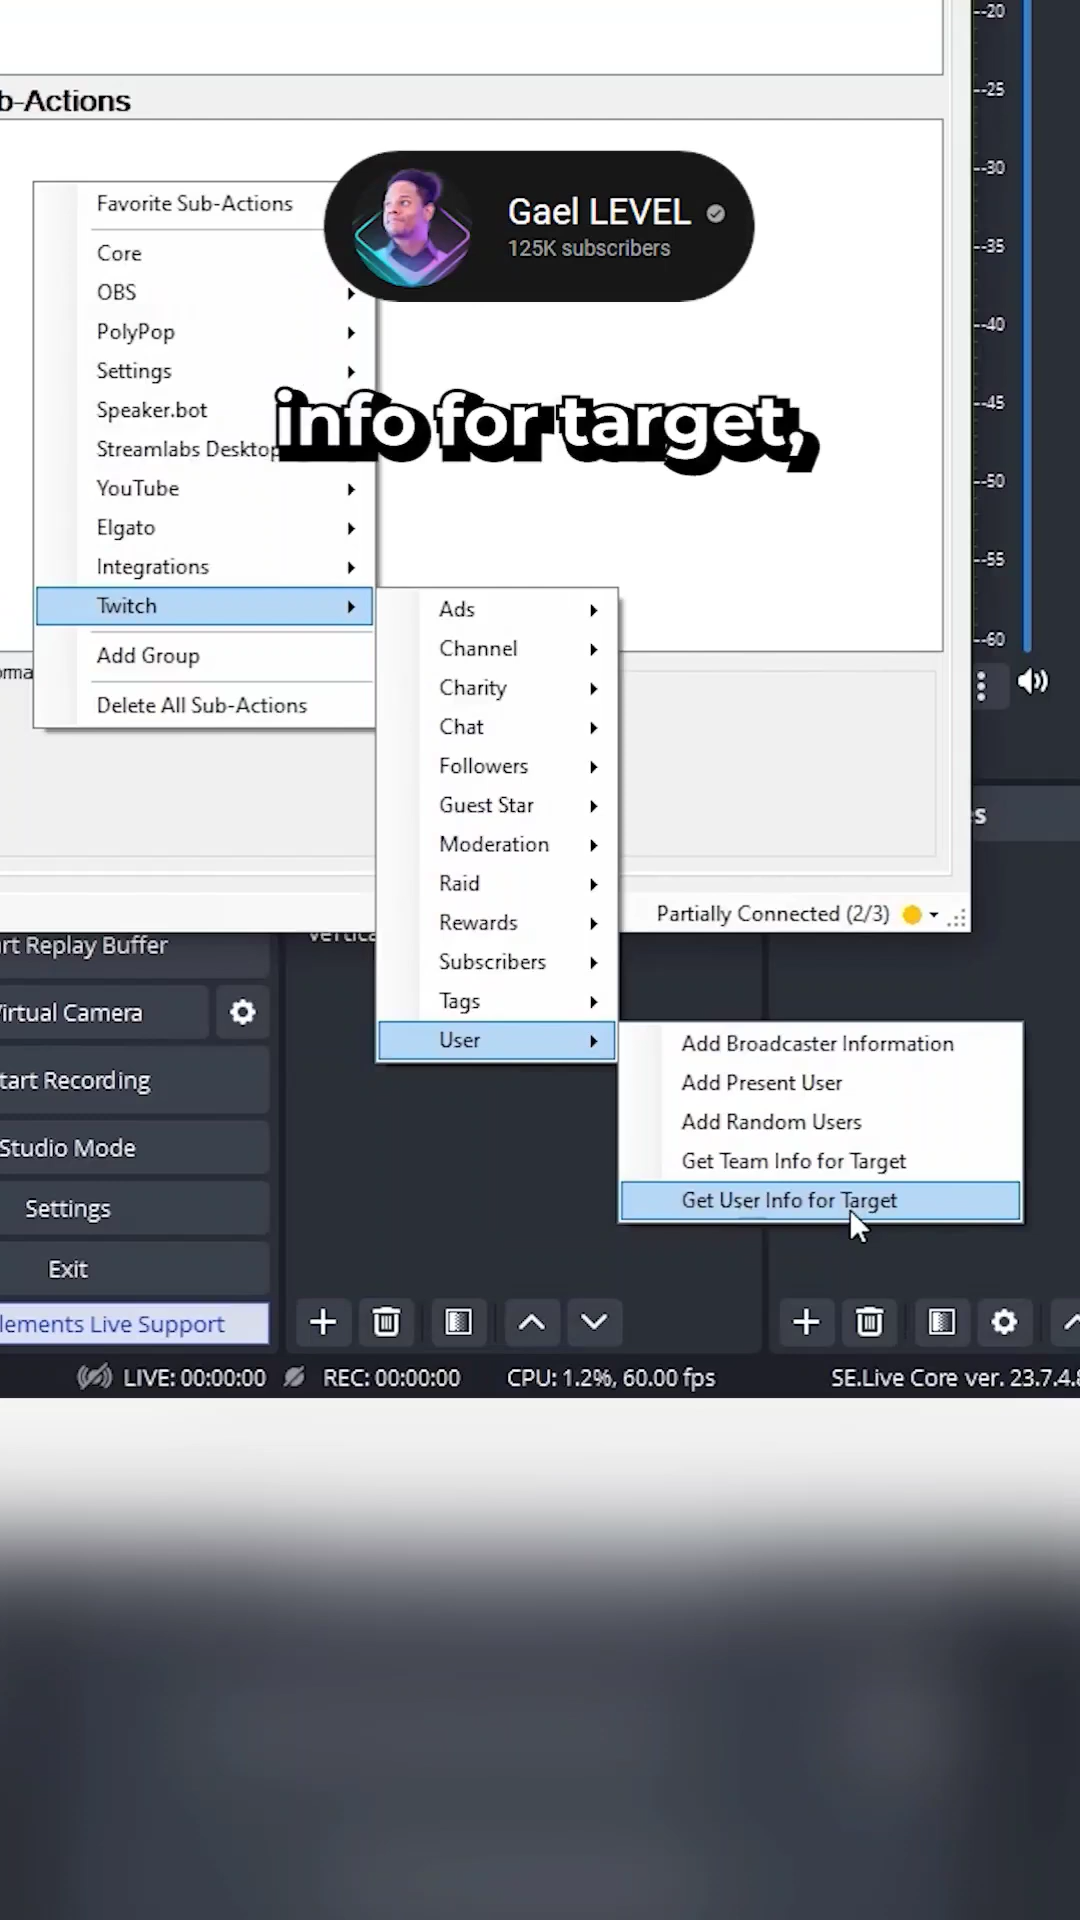 --20
--25
b-Actions
--30
Favorite Sub-Actions
Gael LEVEL
125K subscribers
--35
Core
OBS
PolyPop
--40
Settings
Speaker.bot
info for target,
--45
Streamlabs Desktop
YouTube
--50
Elgato
--55
Integrations
Twitch
Ads
--60
Add Group
Channel
orma
Charity
Delete All Sub-Actions
Chat
Followers
Guest Star
s
Moderation
Raid
Rewards
Partially Connected (2/3)
rt Replay Buffer
Subscribers
Virtual Camera
Tags
User
Add Broadcaster Information
tart Recording
Add Present User
Add Random Users
Studio Mode
Get Team Info for Target
Settings
Get User Info for Target
Exit
lements Live Support
LIVE: 00:00:00
REC: 00:00:00
CPU: 1.2%, 60.00 fps
SE.Live Core ver. 23.7.4.8